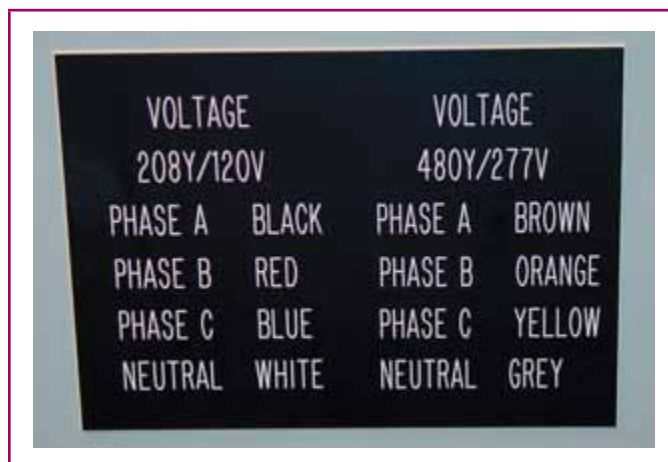 VOLTAGE VOLTAGE
208Y/120V 480Y/277V
PHASE A BLACK PHASE A BROWN
PHASE B RED PHASE B ORANGE
PHASE C BLUE PHASE C YELLOW
NEUTRAL WHITE NEUTRAL GREY